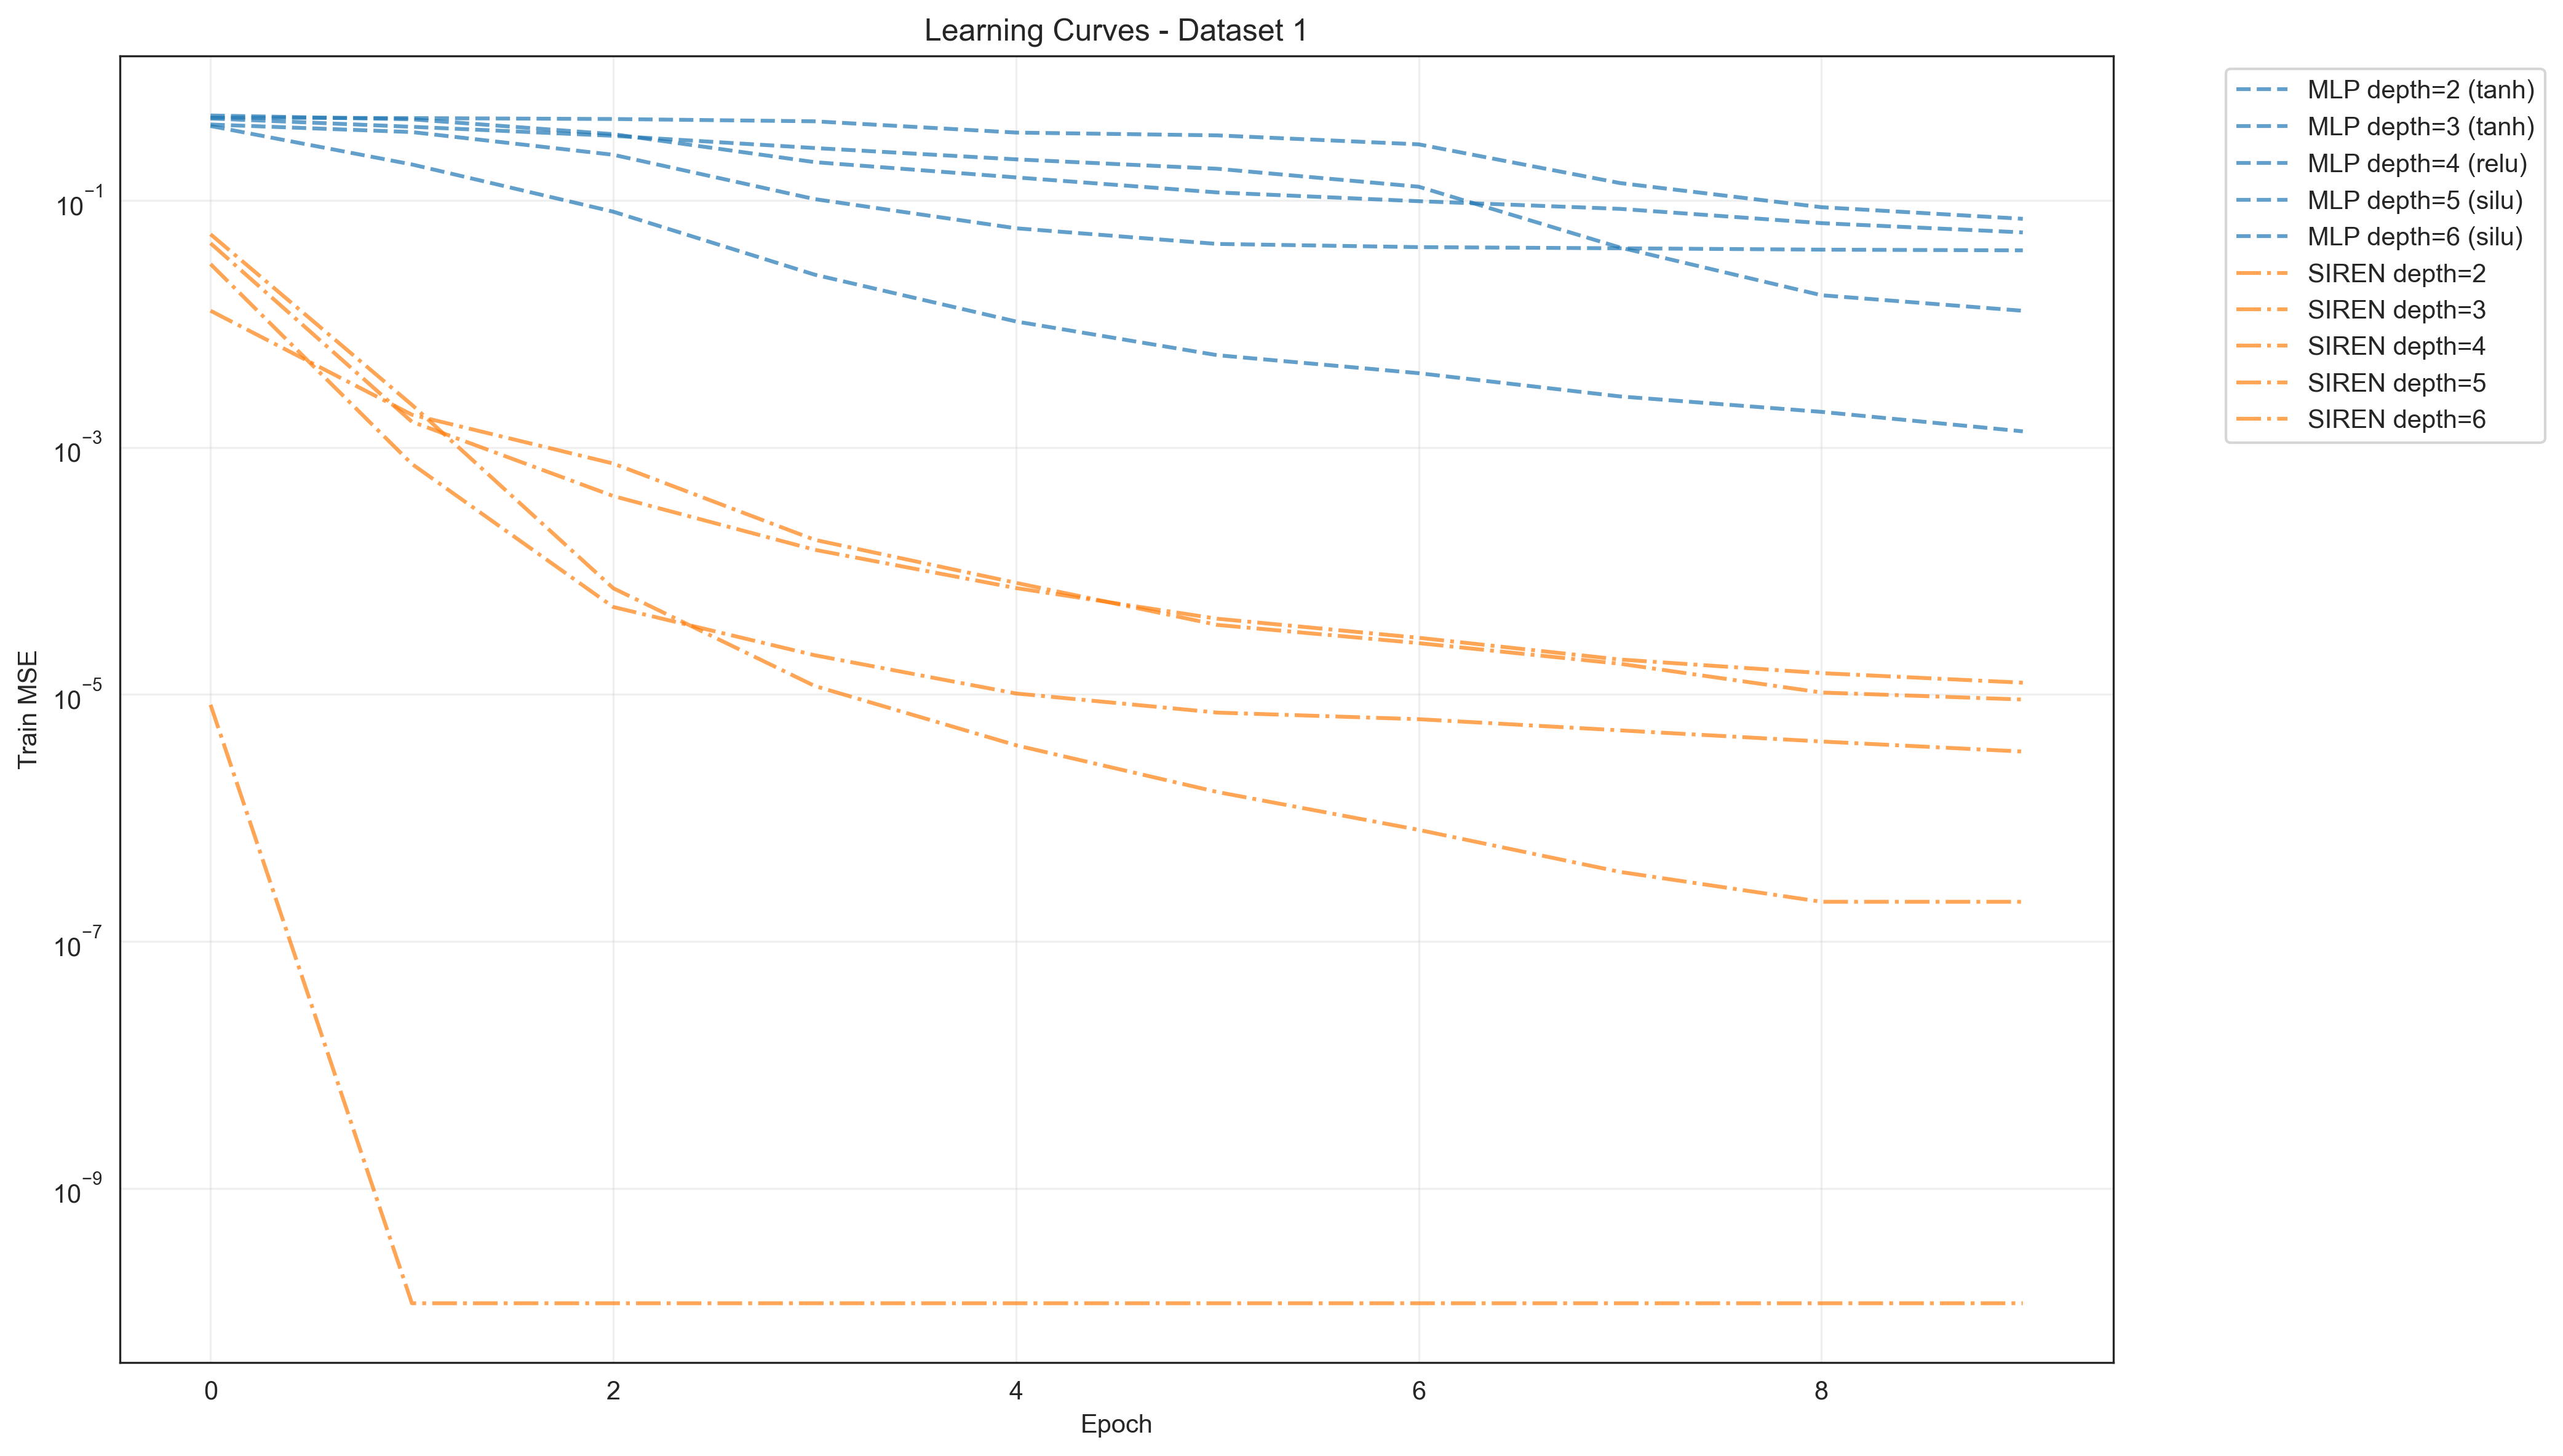 Learning Curves - Dataset 1
MLP depth=2 (tanh)
MLP depth=3 (tanh)
MLP depth=4 (relu)
MLP depth=5 (silu)
MLP depth=6 (silu)
SIREN depth=2
SIREN depth=3
SIREN depth=4
SIREN depth=5
SIREN depth=6
Train MSE
10⁻¹
10⁻³
10⁻⁵
10⁻⁷
10⁻⁹
0 2 4 6 8
Epoch